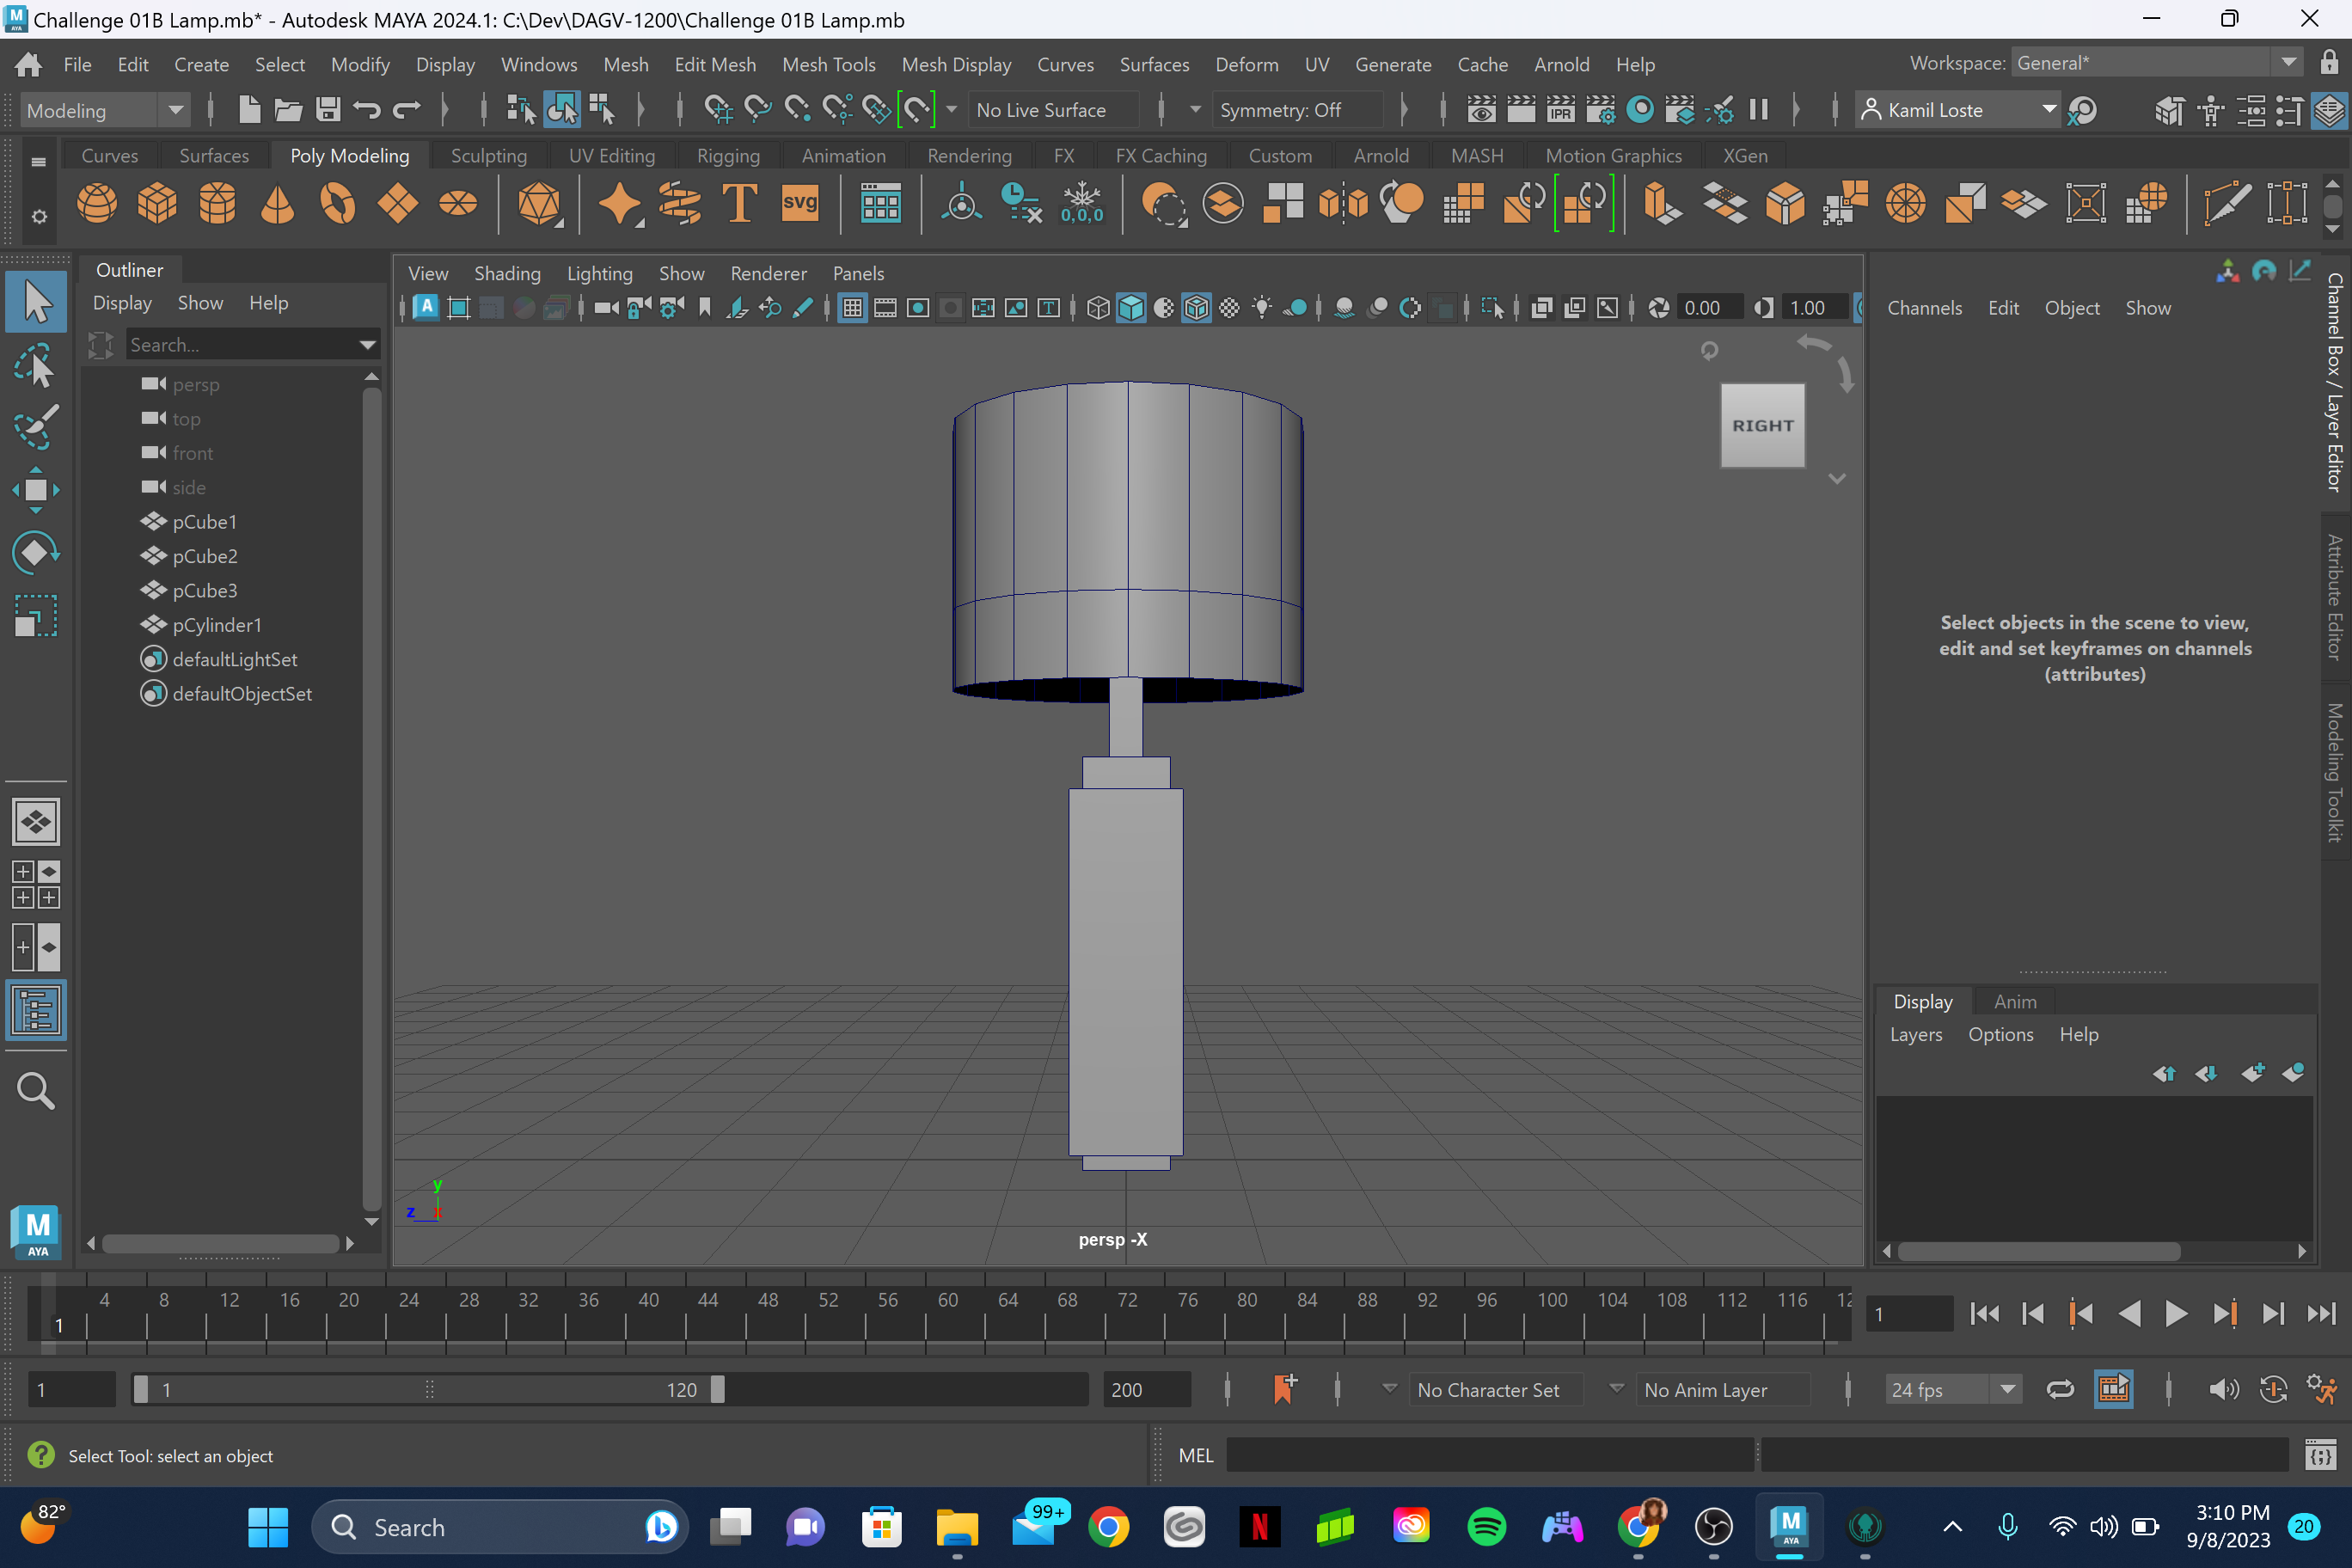 Challenge 01B Lamp.mb* - Autodesk MAYA 2024.1: C:\Dev\DAGV-1200\Challenge 01B Lamp.mb
File Edit Create Select Modify Display Windows Mesh Edit Mesh Mesh Tools Mesh Display Curves Surfaces Deform UV Generate Cache Arnold Help Workspace: General*
Modeling No Live Surface Symmetry: Off IPR Kamil Loste
Curves Surfaces Poly Modeling Sculpting UV Editing Rigging Animation Rendering FX FX Caching Custom Arnold MASH Motion Graphics XGen
T svg 0,0,0
Outliner
Display Show Help
Search...
persp
top
front
side
pCube1
pCube2
pCube3
pCylinder1
defaultLightSet
defaultObjectSet
View Shading Lighting Show Renderer Panels
0.00 1.00
RIGHT
y
z x
persp -X
Channels Edit Object Show
Select objects in the scene to view,
edit and set keyframes on channels
(attributes)
Channel Box / Layer Editor
Attribute Editor
Modeling Toolkit
Display Anim
Layers Options Help
M
AYA
4 8 12 16 20 24 28 32 36 40 44 48 52 56 60 64 68 72 76 80 84 88 92 96 100 104 108 112 116 12
1 1
1 1 120 200 No Character Set No Anim Layer 24 fps
Select Tool: select an object MEL
82° Search 99+ 3:10 PM
9/8/2023 20